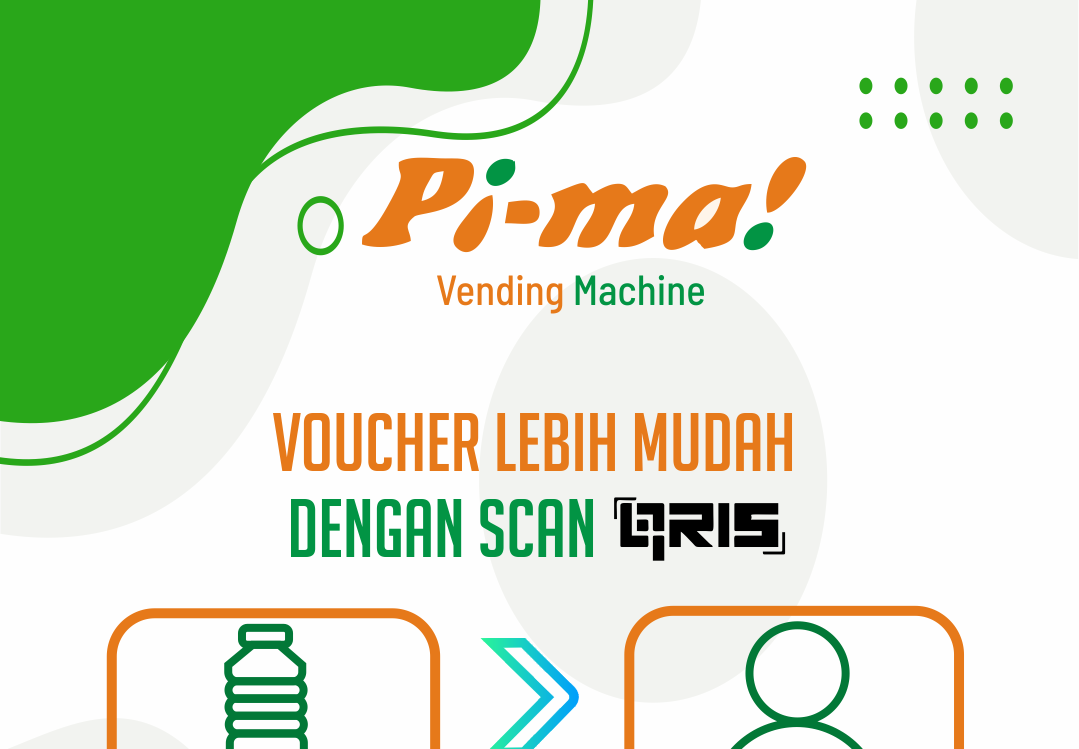 Pi-ma!
Vending Machine
VOUCHER LEBIH MUDAH
DENGAN SCAN QRIS